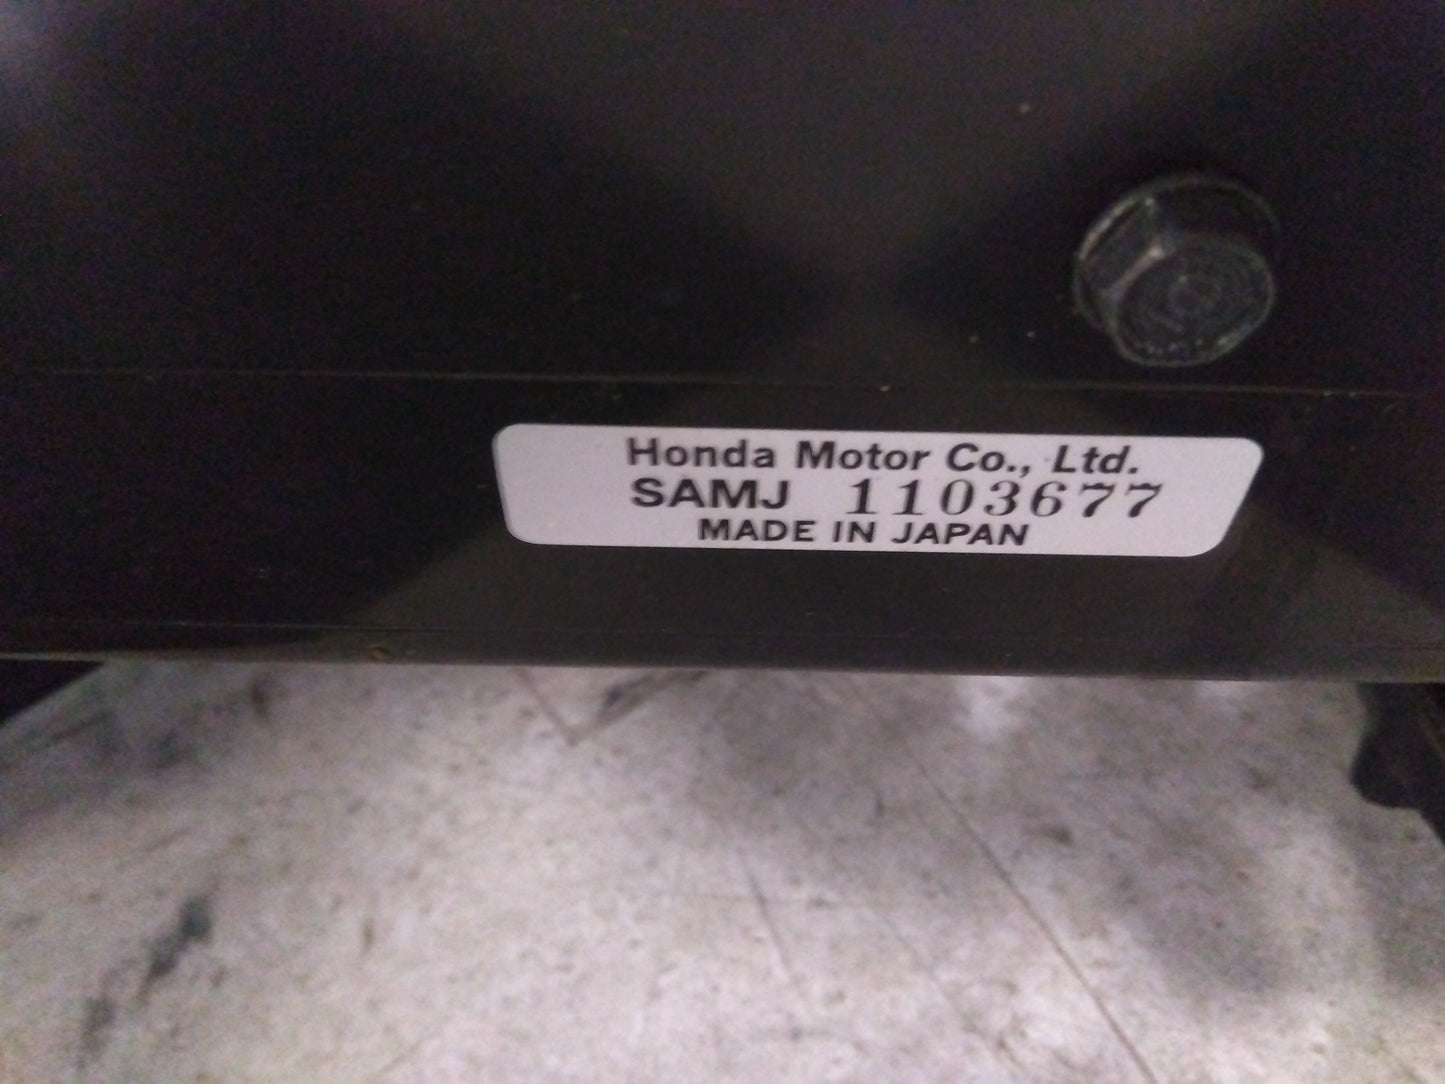 Honda Motor Co., Ltd.
SAMJ 1103677
MADE IN JAPAN